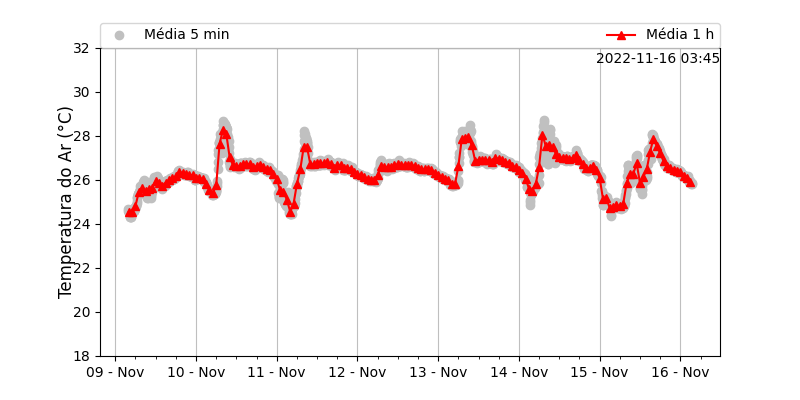 Média 5 min
Média 1 h
2022-11-16 03:45
Temperatura do Ar (°C)
32
30
28
26
24
22
20
18
09 - Nov
10 - Nov
11 - Nov
12 - Nov
13 - Nov
14 - Nov
15 - Nov
16 - Nov